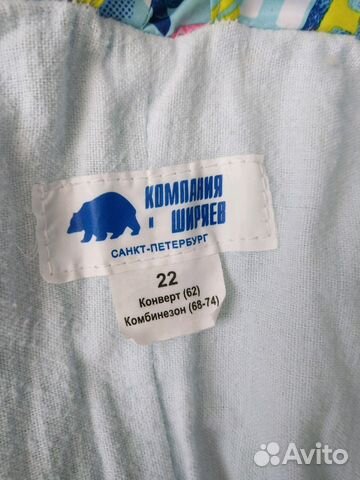 КОМПАНИЯ
и ШИРЯЕВ
САНКТ-ПЕТЕРБУРГ
22
Конверт (62)
Комбинезон (68-74)
Avito